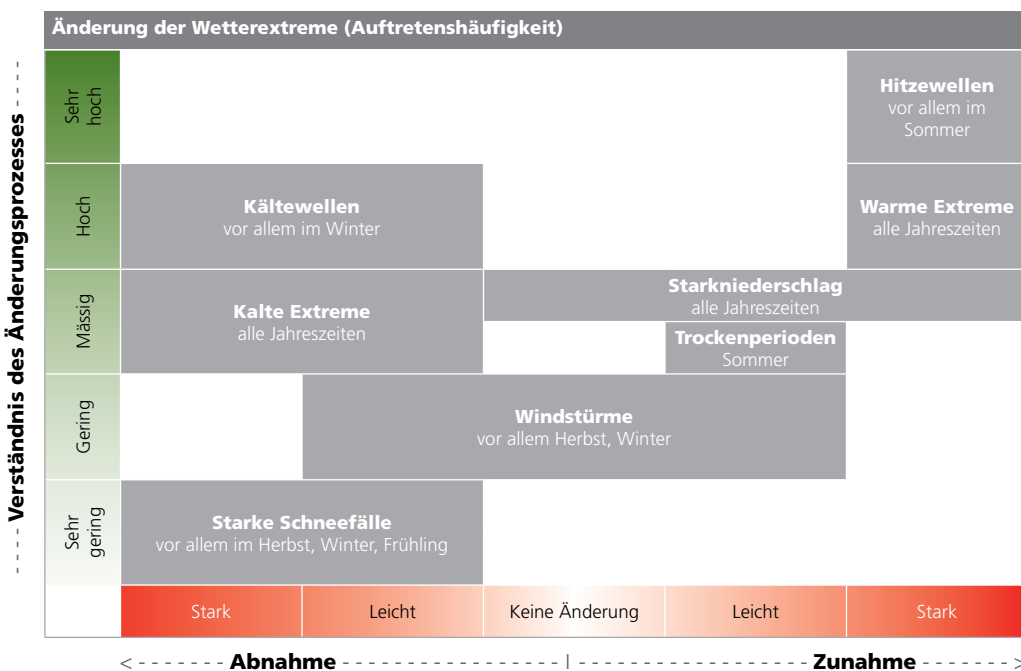 Änderung der Wetterextreme (Auftretenshäufigkeit)
Verständnis des Änderungsprozesses
Sehr
hoch
Hitzewellen
vor allem im
Sommer
Hoch
Kältewellen
vor allem im Winter
Warme Extreme
alle Jahreszeiten
Mässig
Kalte Extreme
alle Jahreszeiten
Starkniederschlag
alle Jahreszeiten
Trockenperioden
Sommer
Gering
Windstürme
vor allem Herbst, Winter
Sehr
gering
Starke Schneefälle
vor allem im Herbst, Winter, Frühling
Stark
Leicht
Keine Änderung
Leicht
Stark
Abnahme
Zunahme